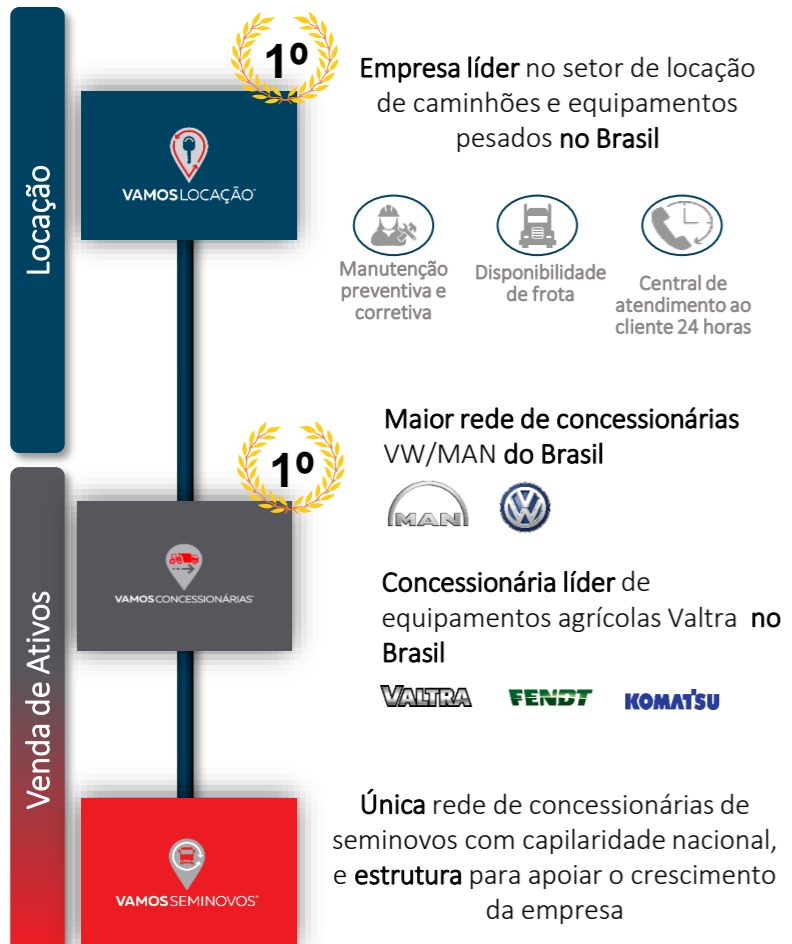 Locação
1º
VAMOS LOCAÇÃO
Empresa líder no setor de locação
de caminhões e equipamentos
pesados no Brasil
Manutenção
preventiva e
corretiva
Disponibilidade
de frota
Central de
atendimento ao
cliente 24 horas
Venda de Ativos
1º
VAMOS CONCESSIONÁRIAS
Maior rede de concessionárias
VW/MAN do Brasil
MAN
Concessionária líder de
equipamentos agrícolas Valtra no
Brasil
VALTRA
FENDT
KOMATSU
VAMOS SEMINOVOS
Única rede de concessionárias de
seminovos com capilaridade nacional,
e estrutura para apoiar o crescimento
da empresa